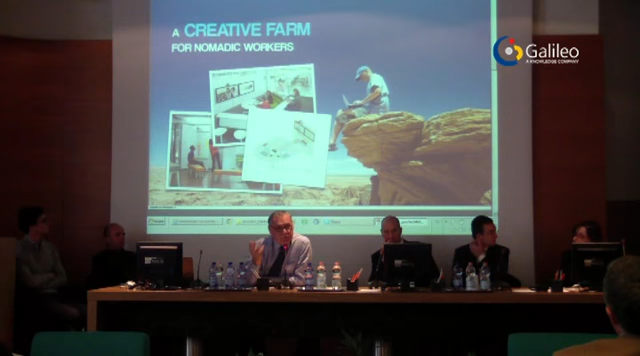 A CREATIVE FARM
FOR NOMADIC WORKERS
Galileo
A KNOWLEDGE COMPANY